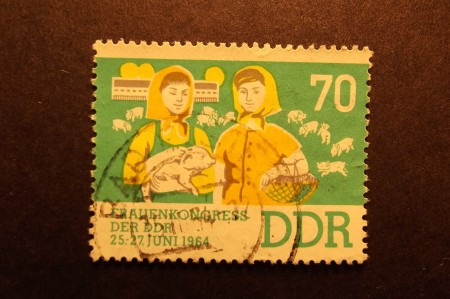 70
FRAUENKONGRESS
DER DDR
25.-27. JUNI 1964
DDR